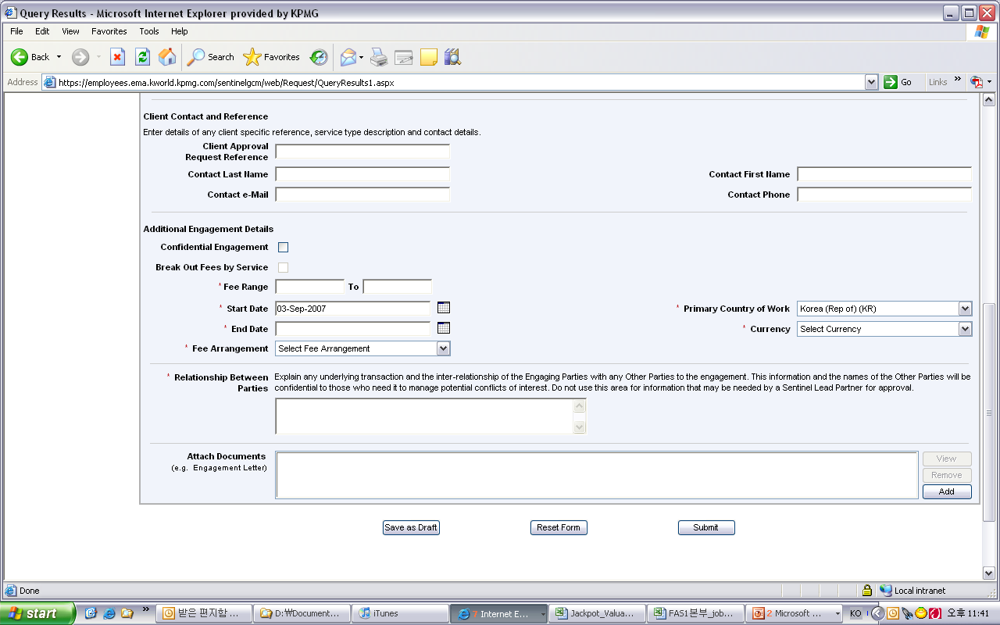 Query Results - Microsoft Internet Explorer provided by KPMG
File Edit View Favorites Tools Help
Back Search Favorites
Address https://employees.ema.kworld.kpmg.com/sentinelgcm/web/Request/QueryResults1.aspx Go Links »
Client Contact and Reference
Enter details of any client specific reference, service type description and contact details.
Client Approval
Request Reference
Contact Last Name Contact First Name
Contact e-Mail Contact Phone
Additional Engagement Details
Confidential Engagement
Break Out Fees by Service
* Fee Range To
* Start Date 03-Sep-2007 * Primary Country of Work Korea (Rep of) (KR)
* End Date * Currency Select Currency
* Fee Arrangement Select Fee Arrangement
* Relationship Between Explain any underlying transaction and the inter-relationship of the Engaging Parties with any Other Parties to the engagement. This information and the names of the Other Parties will be
Parties confidential to those who need it to manage potential conflicts of interest. Do not use this area for information that may be needed by a Sentinel Lead Partner for approval.
Attach Documents View
(e.g. Engagement Letter) Remove
Add
Save as Draft Reset Form Submit
Done Local intranet
start » 받은 편지함 ... D:₩Document... iTunes 7 Internet E... Jackpot_Valua... FAS1본부_job... 2 Microsoft ... KO 오후 11:41